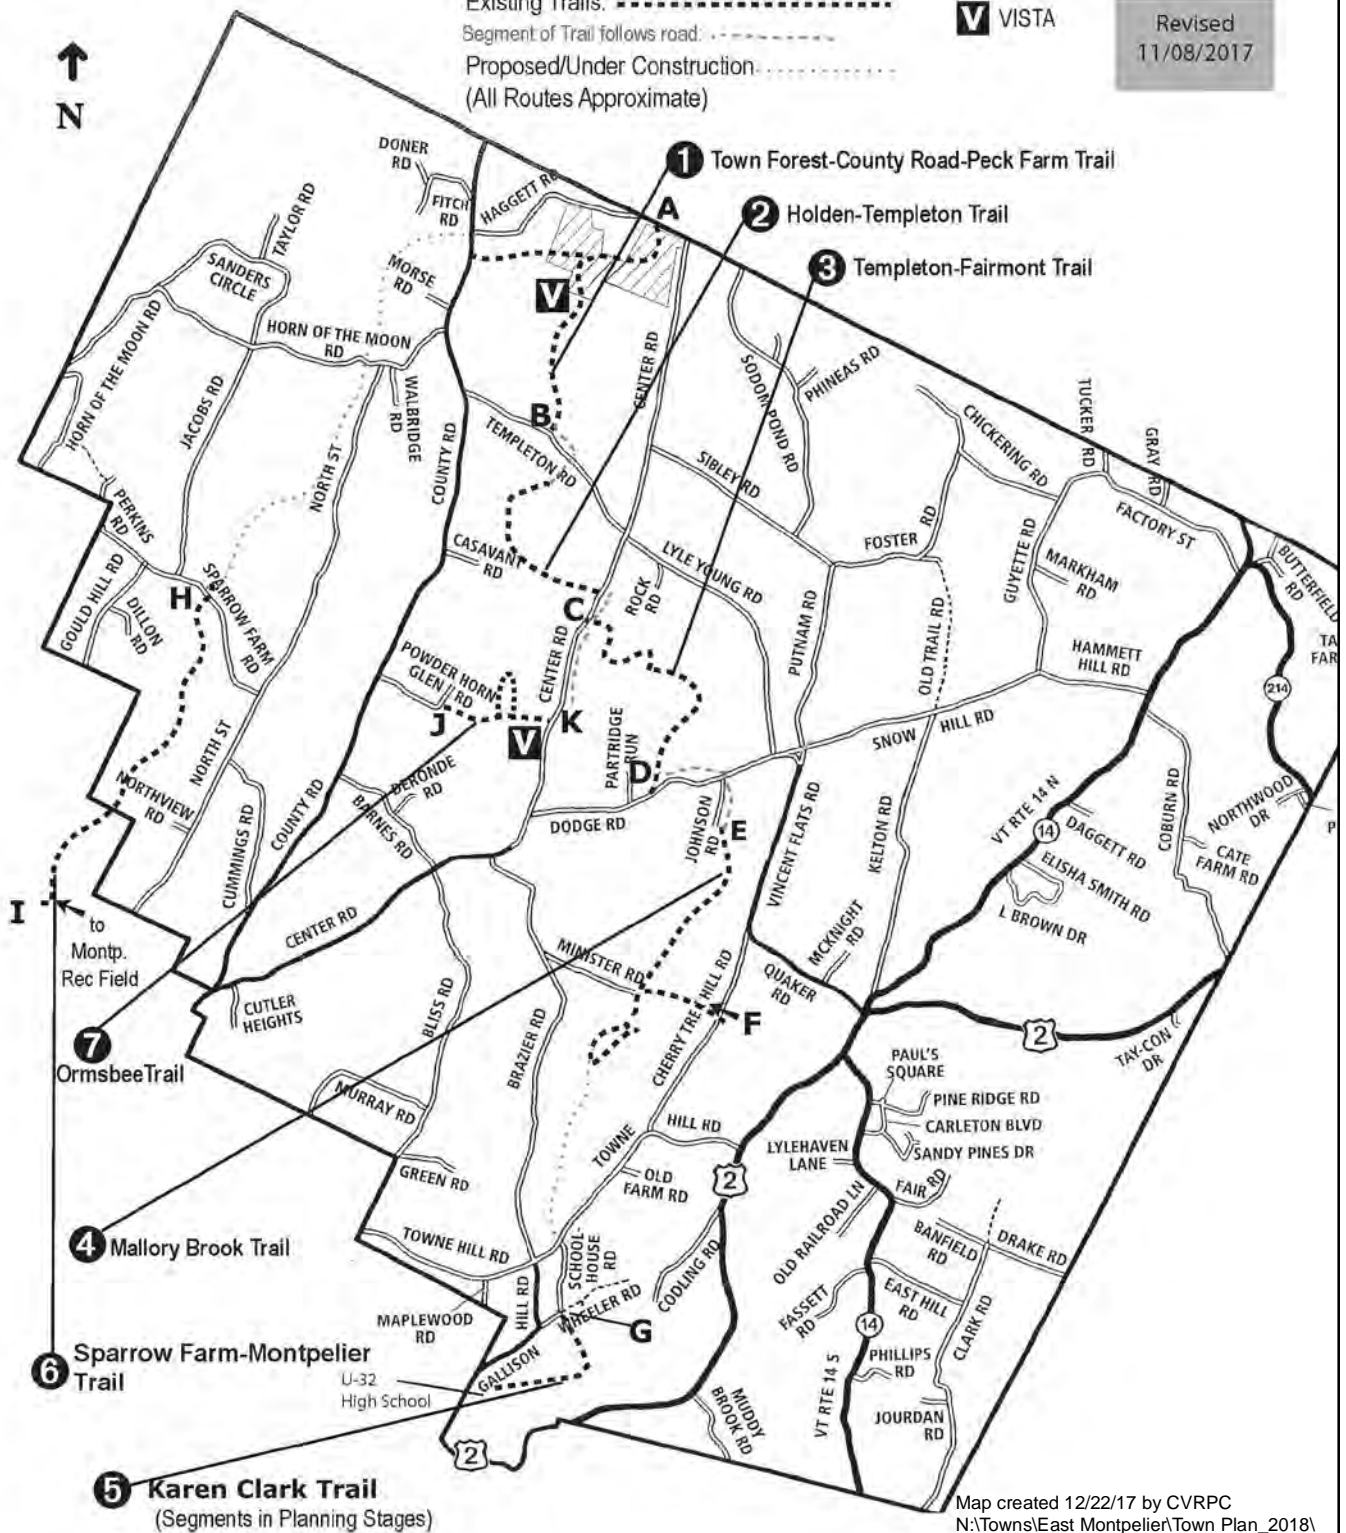 Existing Trails:
Segment of Trail follows road:
Proposed/Under Construction
(All Routes Approximate)
V VISTA
Revised
11/08/2017
N
1 Town Forest-County Road-Peck Farm Trail
2 Holden-Templeton Trail
3 Templeton-Fairmont Trail
DONER
RD
FITCH
RD
HAGGETT RD
A
TAYLOR RD
SANDERS
CIRCLE
MORSE
RD
V
HORN OF THE MOON
RD
HORN OF THE MOON RD
JACOBS RD
WALBRIDGE
RD
NORTH ST
COUNTY RD
B
TEMPLETON RD
CENTER RD
SODOM POND RD
PHINEAS RD
SIBLEY RD
CHICKERING RD
TUCKER RD
GRAY RD
FACTORY ST
FOSTER RD
GUYETTE RD
MARKHAM
RD
BUTTERFIELD
RD
TA
FAR
PERKINS
RD
GOULD HILL RD
DILLON
RD
H
SPARROW FARM
RD
CASAVANT
RD
C
ROCK
RD
LYLE YOUNG RD
PUTNAM RD
OLD TRAIL RD
HAMMETT
HILL RD
214
POWDER HORN
GLEN RD
J
CENTER RD
K
V
PARTRIDGE
RUN
D
SNOW HILL RD
NORTH ST
NORTHVIEW
RD
CUMMINGS RD
COUNTY RD
DERONDE
RD
BARNES RD
DODGE RD
JOHNSON
RD
E
VINCENT FLATS RD
KELTON RD
VT RTE 14 N
14
DAGGETT RD
ELISHA SMITH RD
L BROWN DR
COBURN RD
CATE
FARM RD
NORTHWOOD
DR
P
I
to
Montp.
Rec Field
CENTER RD
CUTLER
HEIGHTS
MINISTER RD
MCKNIGHT
RD
QUAKER
RD
CHERRY TREE HILL RD
F
2
TAY-CON
DR
7
OrmsbeeTrail
BLISS RD
BRAZIER RD
MURRAY RD
PAUL'S
SQUARE
PINE RIDGE RD
CARLETON BLVD
SANDY PINES DR
LYLEHAVEN
LANE
FAIR RD
GREEN RD
TOWNE HILL RD
OLD
FARM RD
2
OLD RAILROAD LN
BANFIELD
RD
DRAKE RD
4 Mallory Brook Trail
TOWNE HILL RD
SCHOOL-
HOUSE
RD
CODLING RD
FASSETT
RD
EAST HILL
RD
CLARK RD
MAPLEWOOD
RD
HILL RD
WHEELER RD
G
14
6 Sparrow Farm-Montpelier
Trail
U-32
High School
GALLISON
PHILLIPS
RD
VT RTE 14 S
JOURDAN
RD
MUDDY
BROOK RD
2
5 Karen Clark Trail
(Segments in Planning Stages)
Map created 12/22/17 by CVRPC
N:\Towns\East Montpelier\Town Plan_2018\